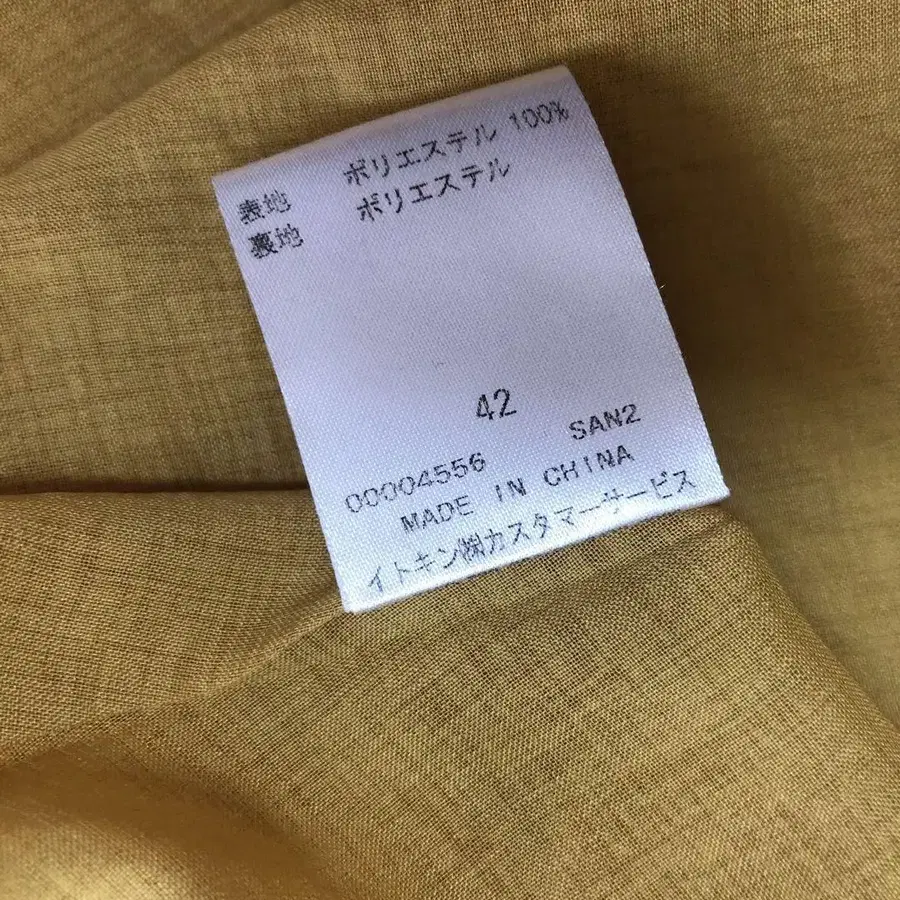 表地 ポリエステル 100%
裏地 ポリエステル
42
SAN2
00004556
MADE IN CHINA
イトキン㈱カスタマーサービス